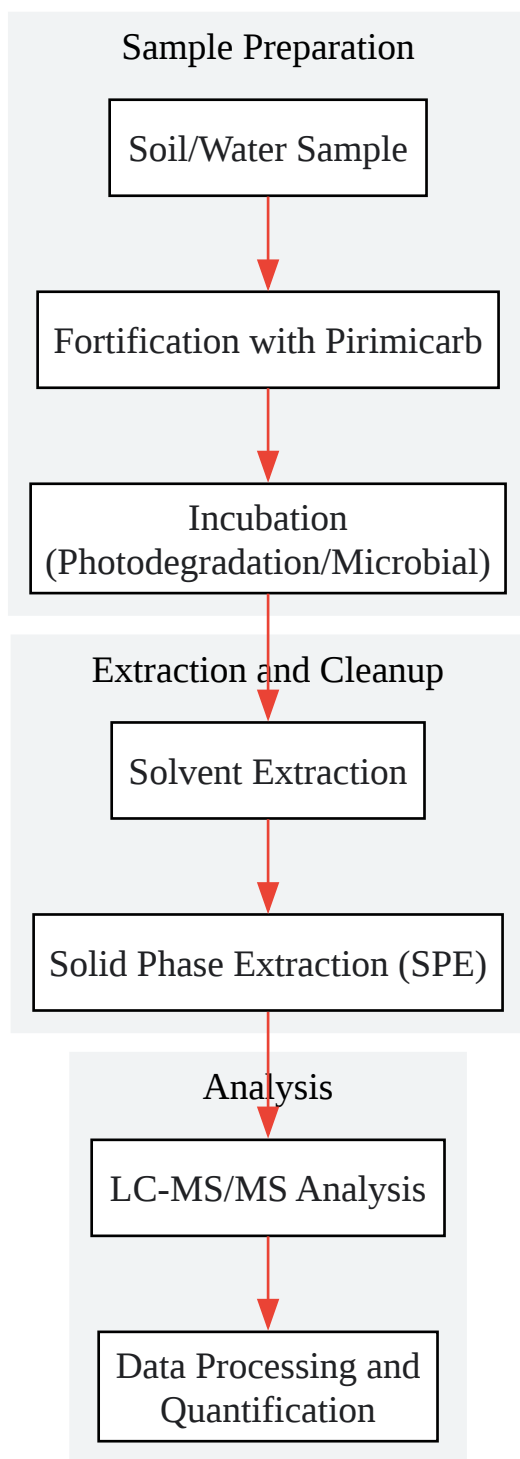 Sample Preparation
Soil/Water Sample
Fortification with Pirimicarb
Incubation
(Photodegradation/Microbial)
Extraction and Cleanup
Solvent Extraction
Solid Phase Extraction (SPE)
Analysis
LC-MS/MS Analysis
Data Processing and
Quantification